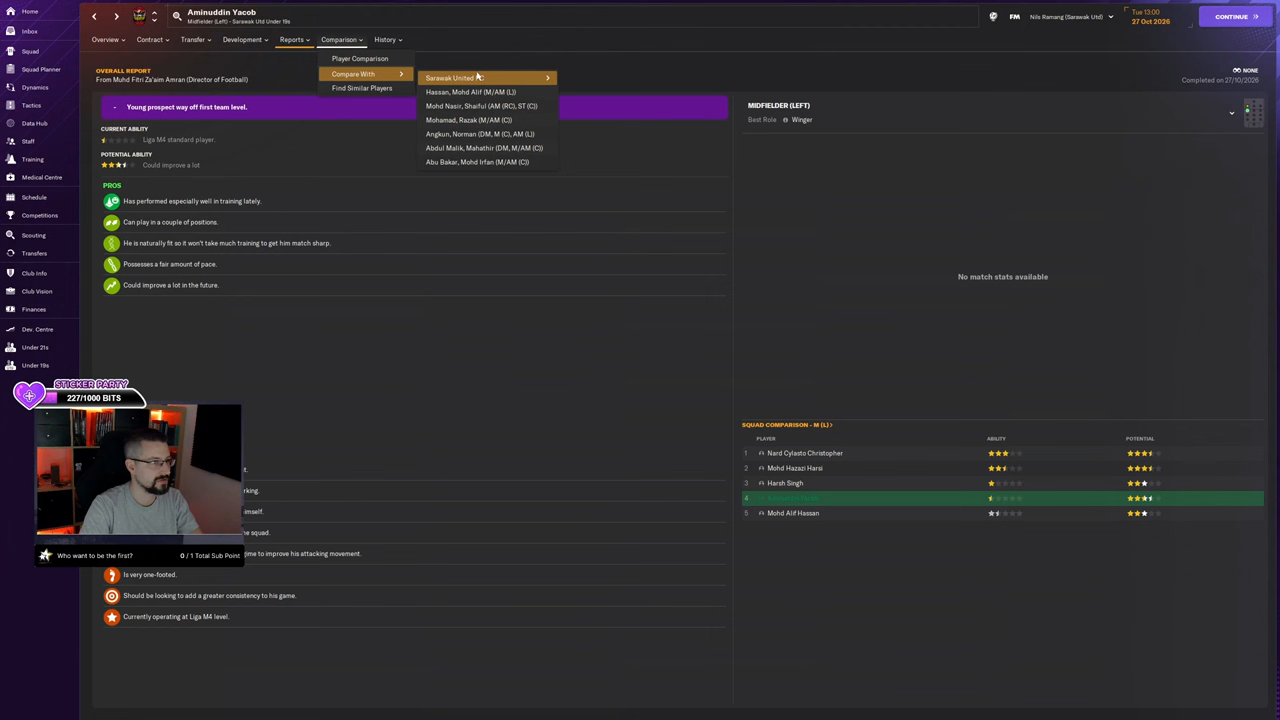 Home
Inbox
Squad
Squad Planner
Dynamics
Tactics
Data Hub
Staff
Training
Medical Centre
Schedule
Competitions
Scouting
Transfers
Club Info
Club Vision
Finances
Dev. Centre
Under 21s
Under 19s
Aminuddin Yacob
Midfielder (Left) - Sarawak Utd Under 19s
FM
Nils Ramang (Sarawak Utd)
Tue 13:00
27 Oct 2026
CONTINUE
Overview
Contract
Transfer
Development
Reports
Comparison
History
Player Comparison
Compare With
Find Similar Players
Sarawak United
Hassan, Mohd Alif (M/AM (L))
Mohd Nasir, Shaiful (AM (RC), ST (C))
Mohamad, Razak (M/AM (C))
Angkun, Norman (DM, M (C), AM (L))
Abdul Malik, Mahathir (DM, M/AM (C))
Abu Bakar, Mohd Irfan (M/AM (C))
OVERALL REPORT
From Muhd Fitri Za'aim Amran (Director of Football)
NONE
Completed on 27/10/2026
- Young prospect way off first team level.
CURRENT ABILITY
Liga M4 standard player.
POTENTIAL ABILITY
Could improve a lot
PROS
Has performed especially well in training lately.
Can play in a couple of positions.
He is naturally fit so it won't take much training to get him match sharp.
Possesses a fair amount of pace.
Could improve a lot in the future.
rking.
imself.
he squad.
time to improve his attacking movement.
Is very one-footed.
Should be looking to add a greater consistency to his game.
Currently operating at Liga M4 level.
MIDFIELDER (LEFT)
Best Role Winger
No match stats available
SQUAD COMPARISON - M (L)
PLAYER ABILITY POTENTIAL
1 Nard Cylasto Christopher
2 Mohd Hazazi Harsi
3 Harsh Singh
4
5 Mohd Alif Hassan
STICKER PARTY
227/1000 BITS
Who want to be the first? 0 / 1 Total Sub Point